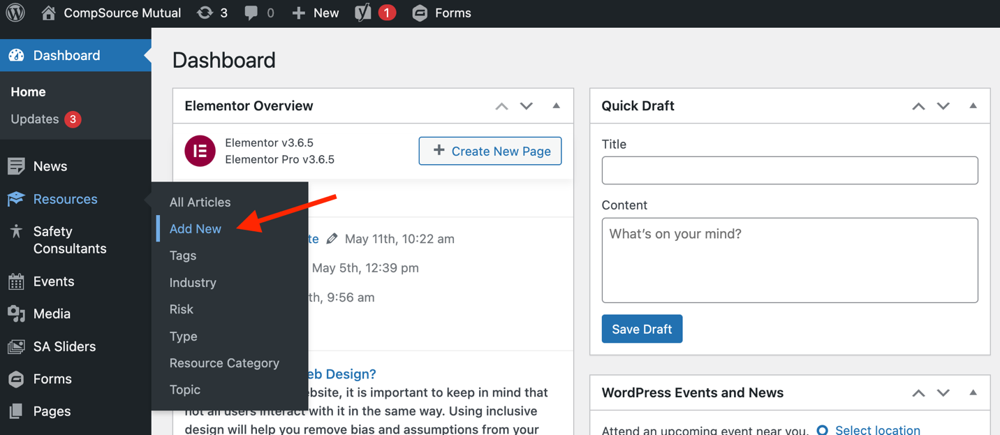 CompSource Mutual
3
0
New
1
Forms
Dashboard
Home
Updates 3
News
Resources
Safety
Consultants
Events
Media
SA Sliders
Forms
Pages
All Articles
Add New
Tags
Industry
Risk
Type
Resource Category
Topic
Dashboard
Elementor Overview
Elementor v3.6.5
Elementor Pro v3.6.5
Create New Page
May 11th, 10:22 am
May 5th, 12:39 pm
9:56 am
Design?
it is important to keep in mind that
not all users interact with it in the same way. Using inclusive
design will help you remove bias and assumptions from your
Quick Draft
Title
Content
What's on your mind?
Save Draft
WordPress Events and News
Attend an upcoming event near you.
Select location